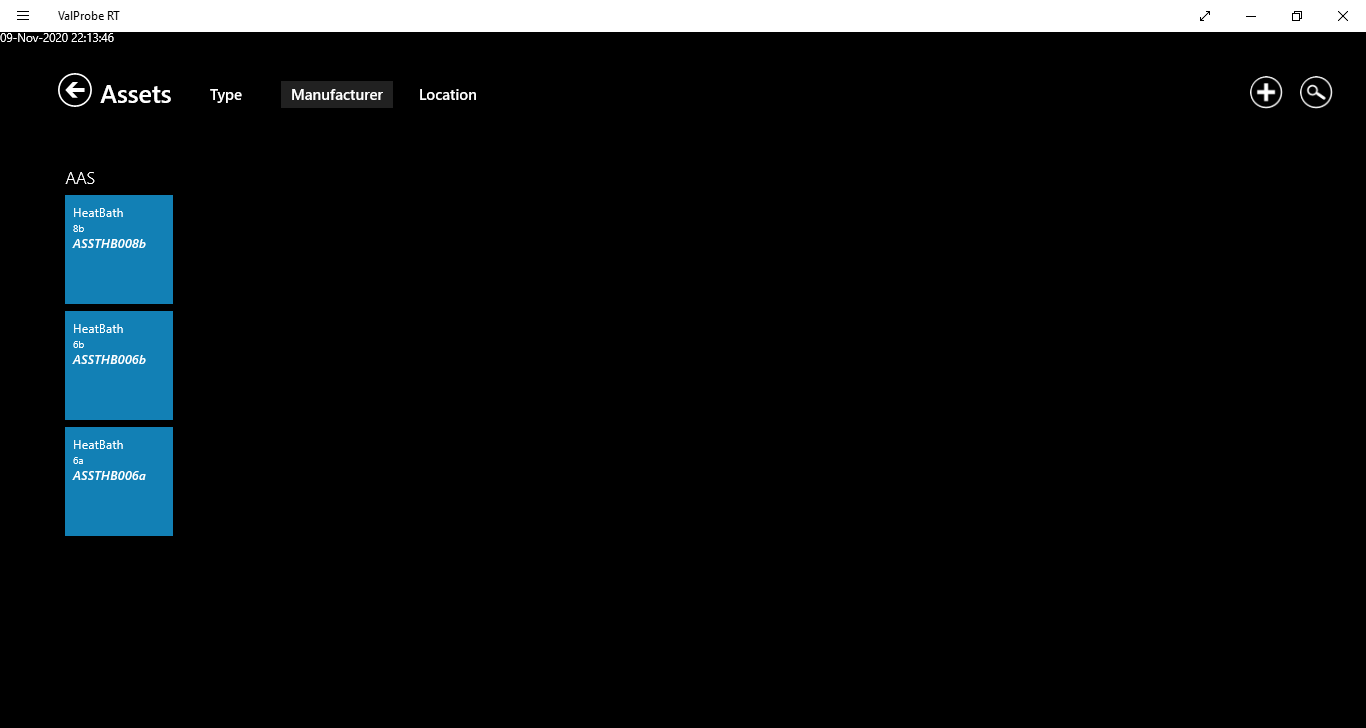 ValProbe RT
09-Nov-2020 22:13:46
Assets Type Manufacturer Location
AAS
HeatBath
8b
ASSTHB008b
HeatBath
6b
ASSTHB006b
HeatBath
6a
ASSTHB006a